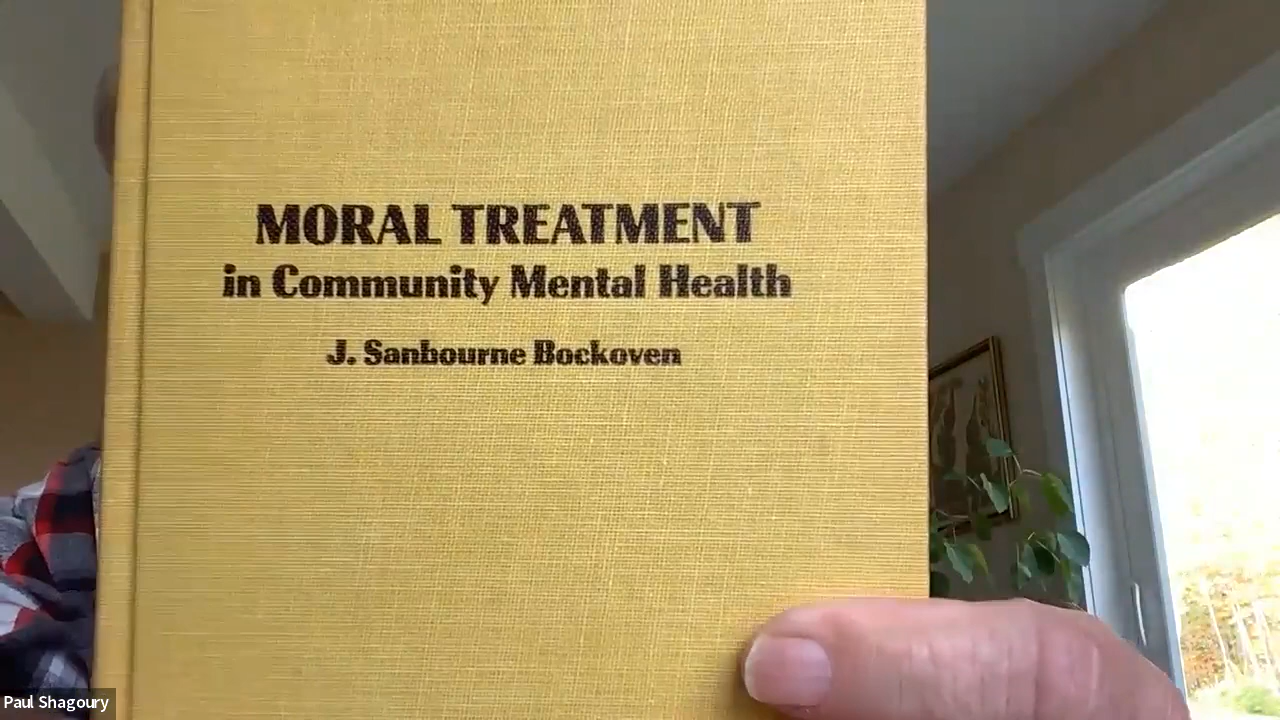 MORAL TREATMENT
in Community Mental Health
J. Sanbourne Bockoven
Paul Shagoury